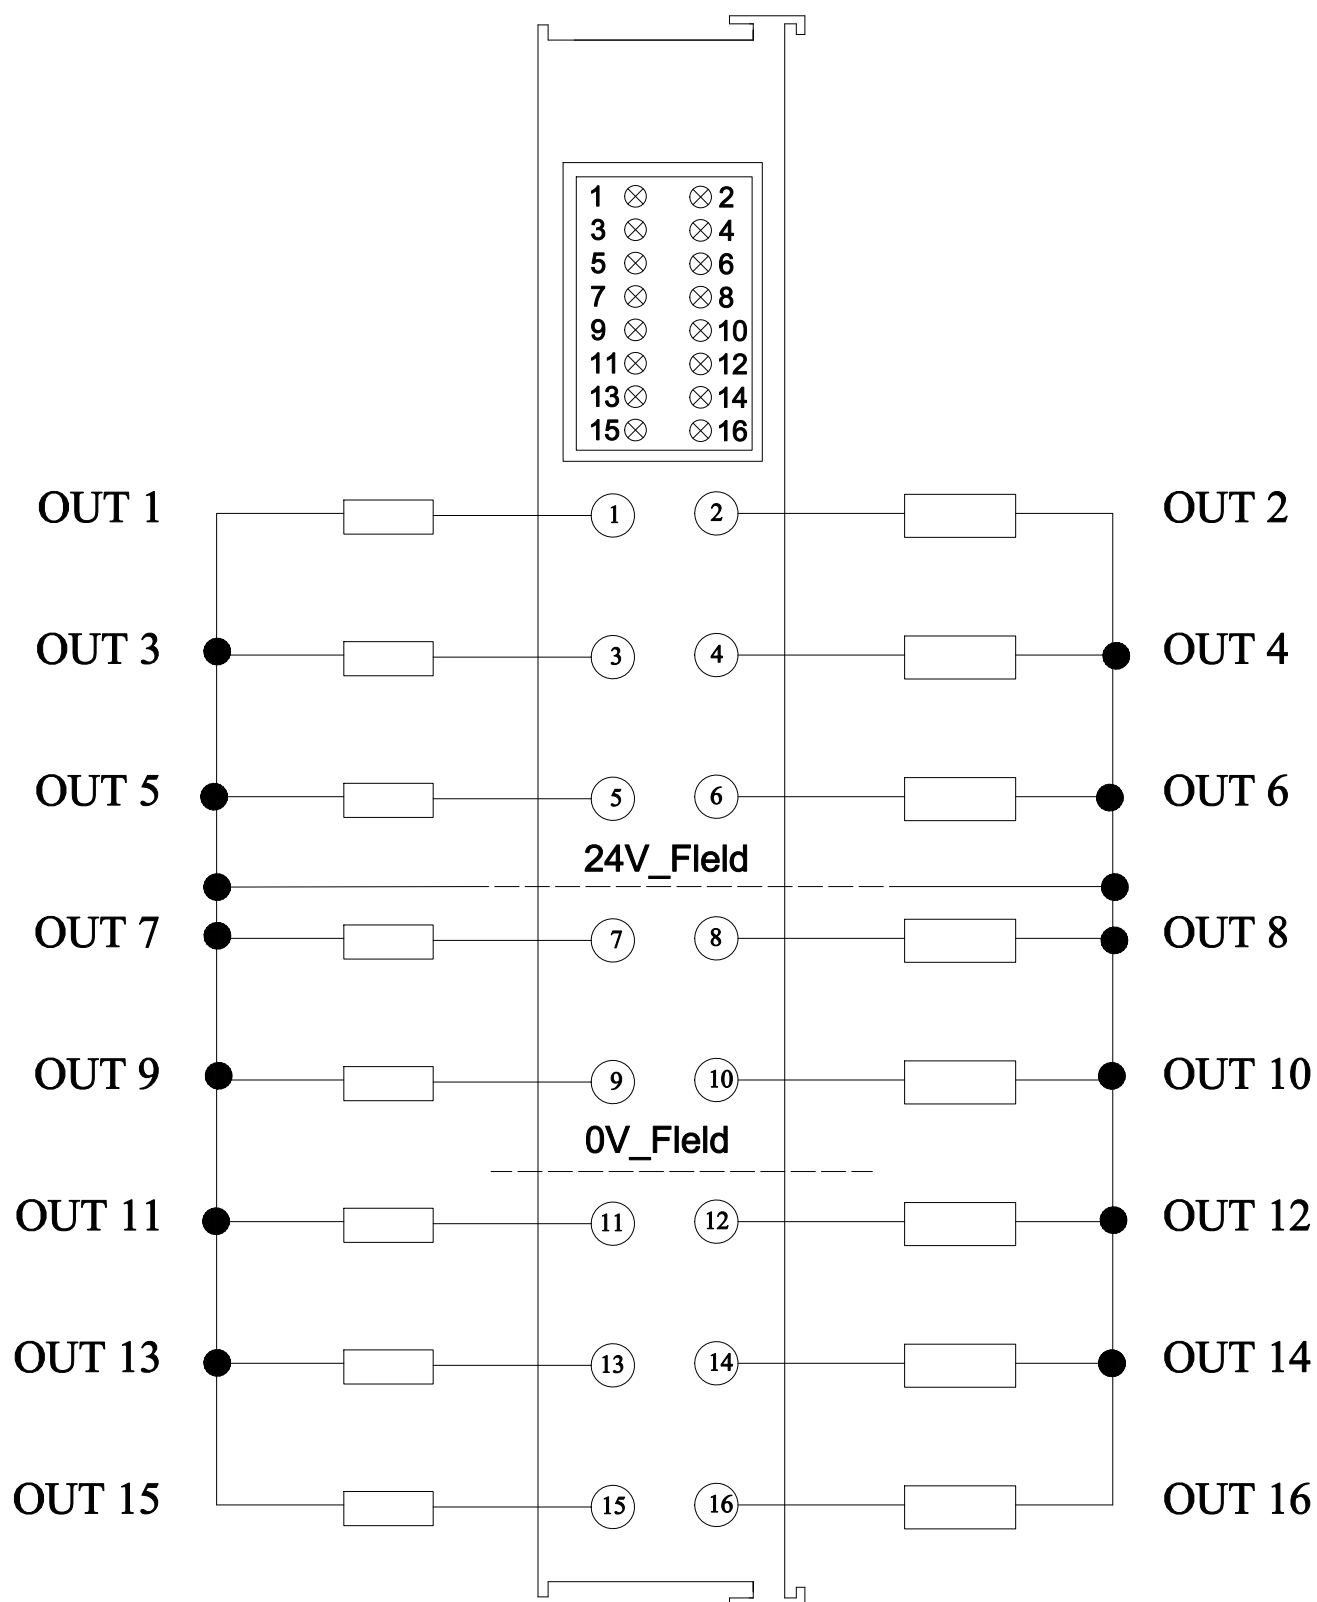 1 2
3 4
5 6
7 8
9 10
11 12
13 14
15 16
OUT 1 1 2 OUT 2
OUT 3 3 4 OUT 4
OUT 5 5 6 OUT 6
24V_FIeld
OUT 7 7 8 OUT 8
OUT 9 9 10 OUT 10
0V_FIeld
OUT 11 11 12 OUT 12
OUT 13 13 14 OUT 14
OUT 15 15 16 OUT 16